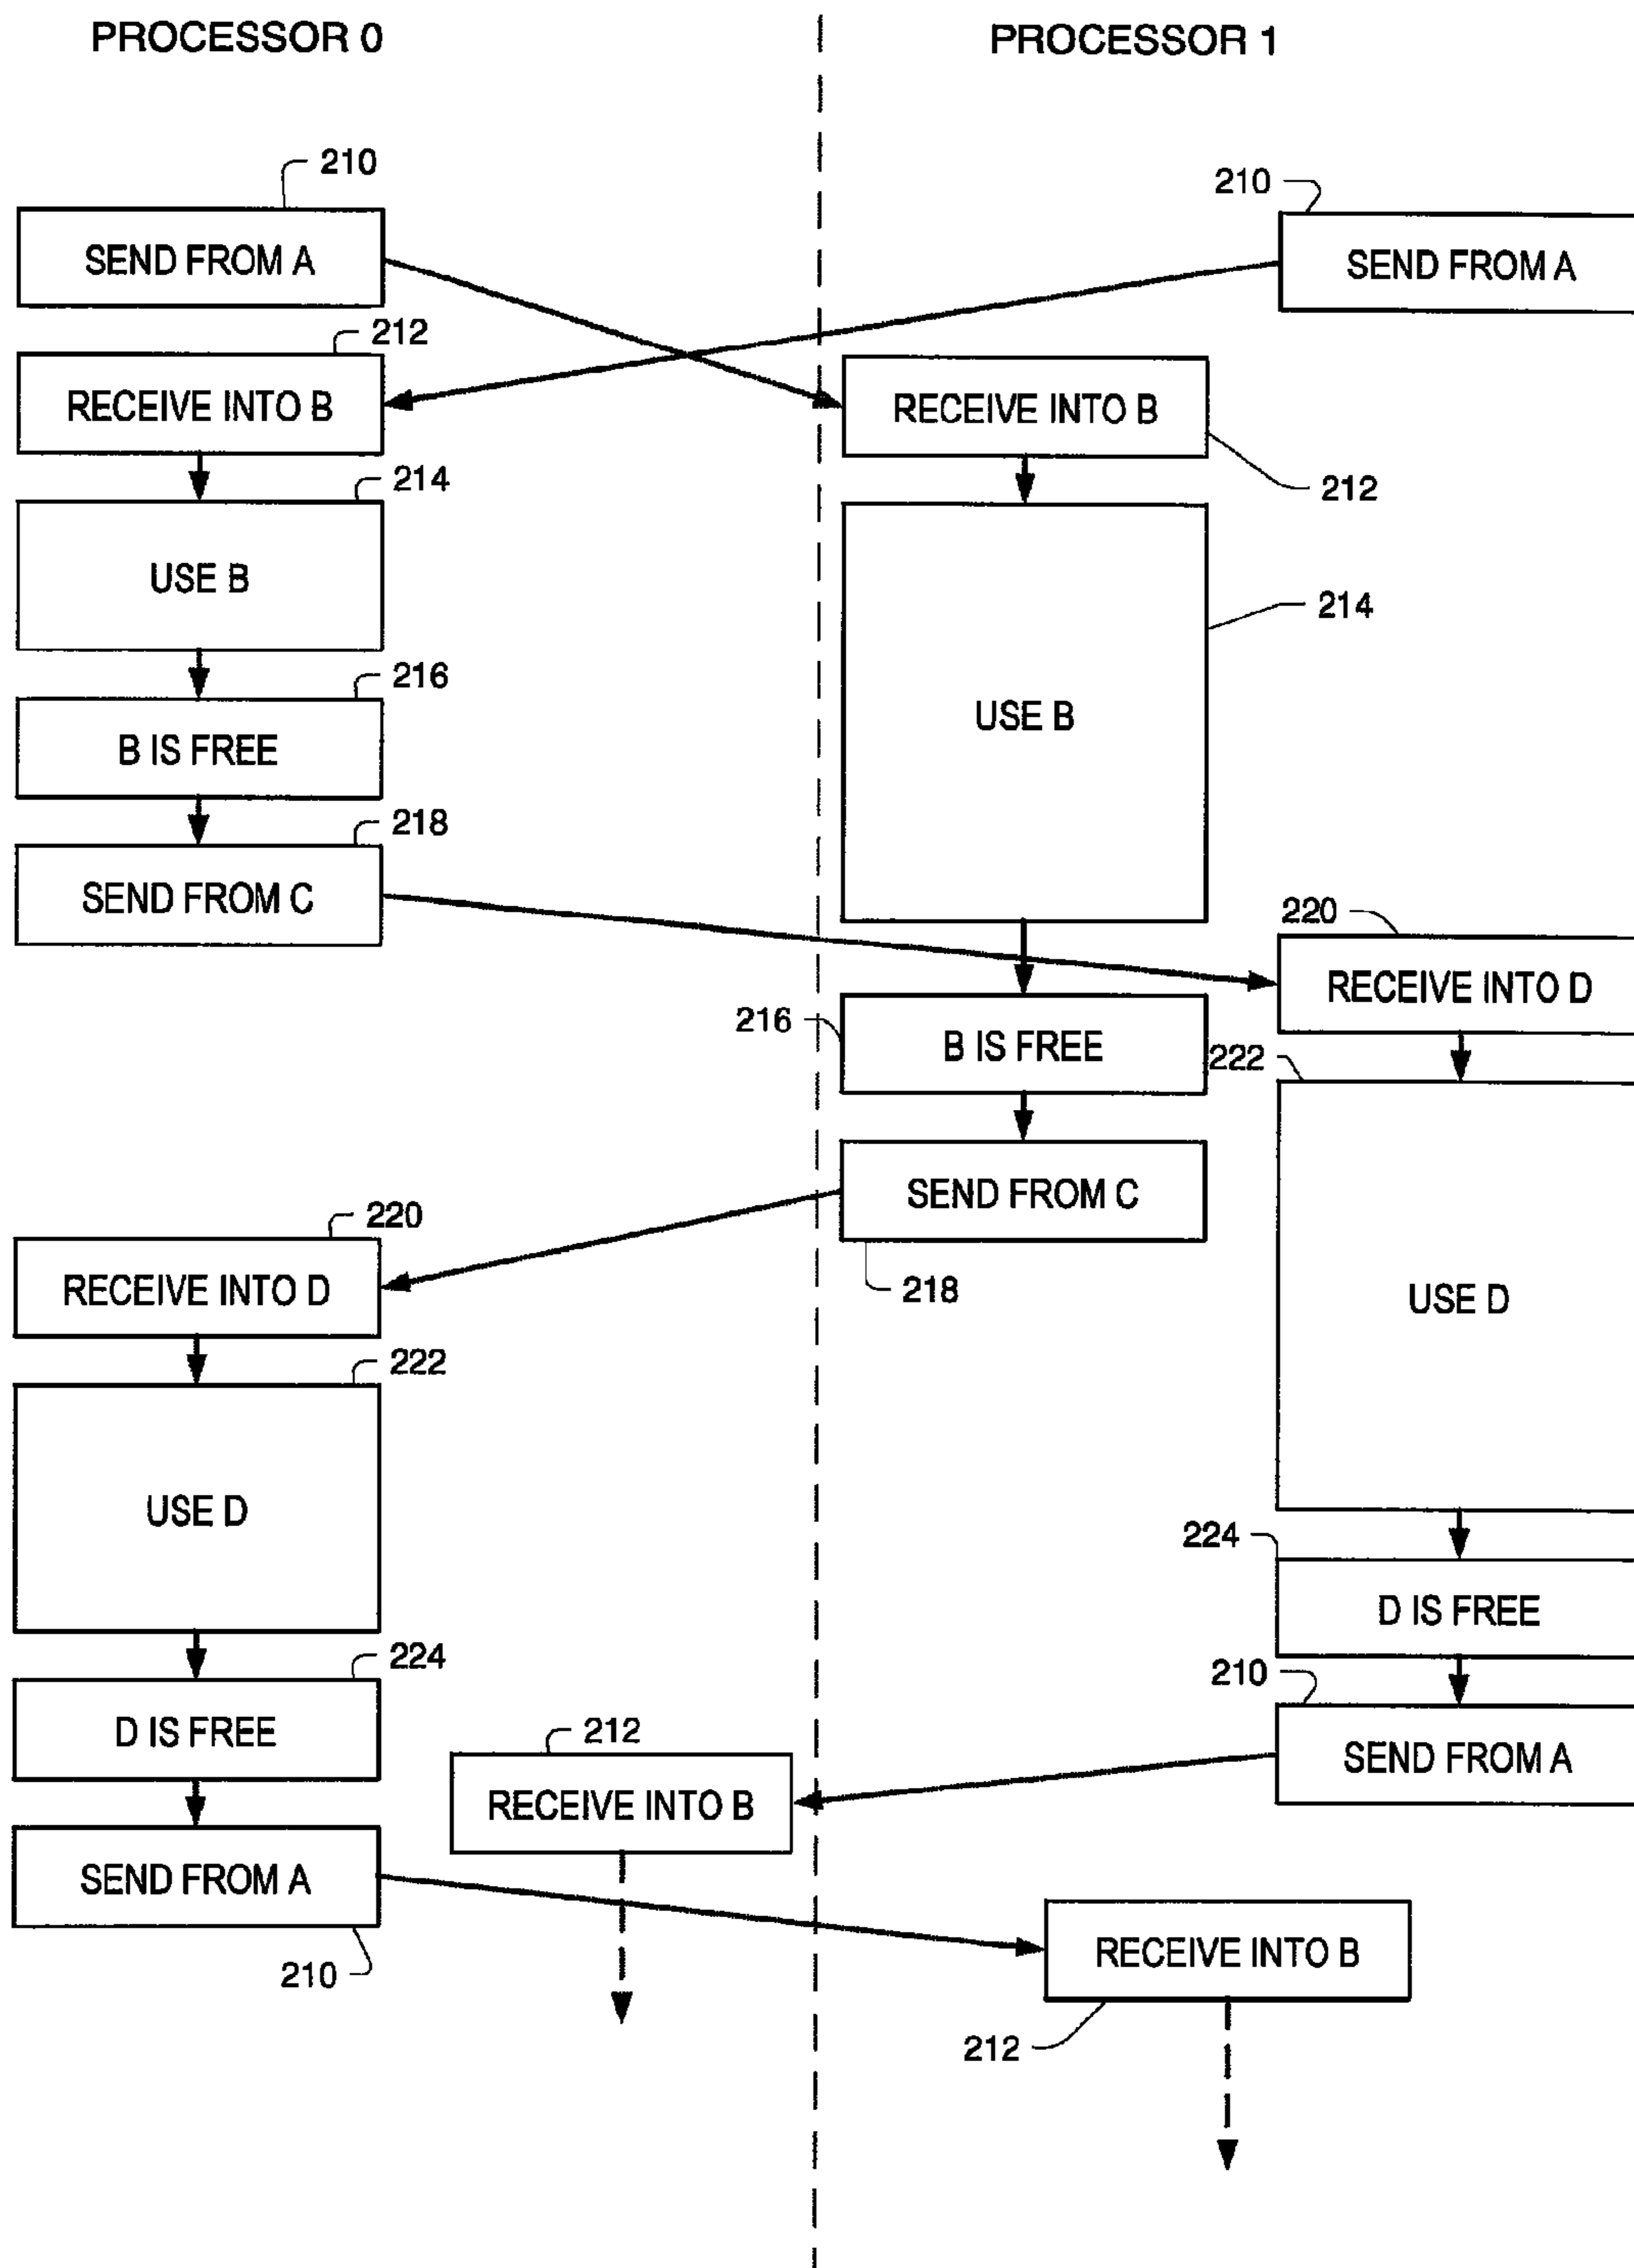 PROCESSOR 0
PROCESSOR 1
210
210
SEND FROM A
SEND FROM A
212
RECEIVE INTO B
RECEIVE INTO B
214
212
USE B
214
216
USE B
B IS FREE
218
SEND FROM C
220
RECEIVE INTO D
216
B IS FREE
222
SEND FROM C
220
RECEIVE INTO D
218
USE D
222
USE D
224
D IS FREE
224
210
D IS FREE
212
SEND FROM A
RECEIVE INTO B
SEND FROM A
RECEIVE INTO B
210
212